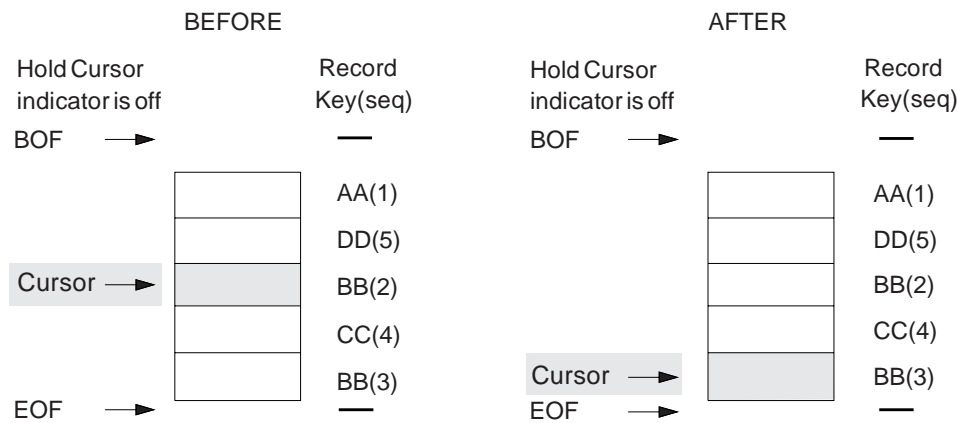 BEFORE
Hold Cursor
indicator is off
Record
Key(seq)
BOF
AA(1)
DD(5)
Cursor
BB(2)
CC(4)
BB(3)
EOF
AFTER
Hold Cursor
indicator is off
Record
Key(seq)
BOF
AA(1)
DD(5)
BB(2)
CC(4)
Cursor
BB(3)
EOF